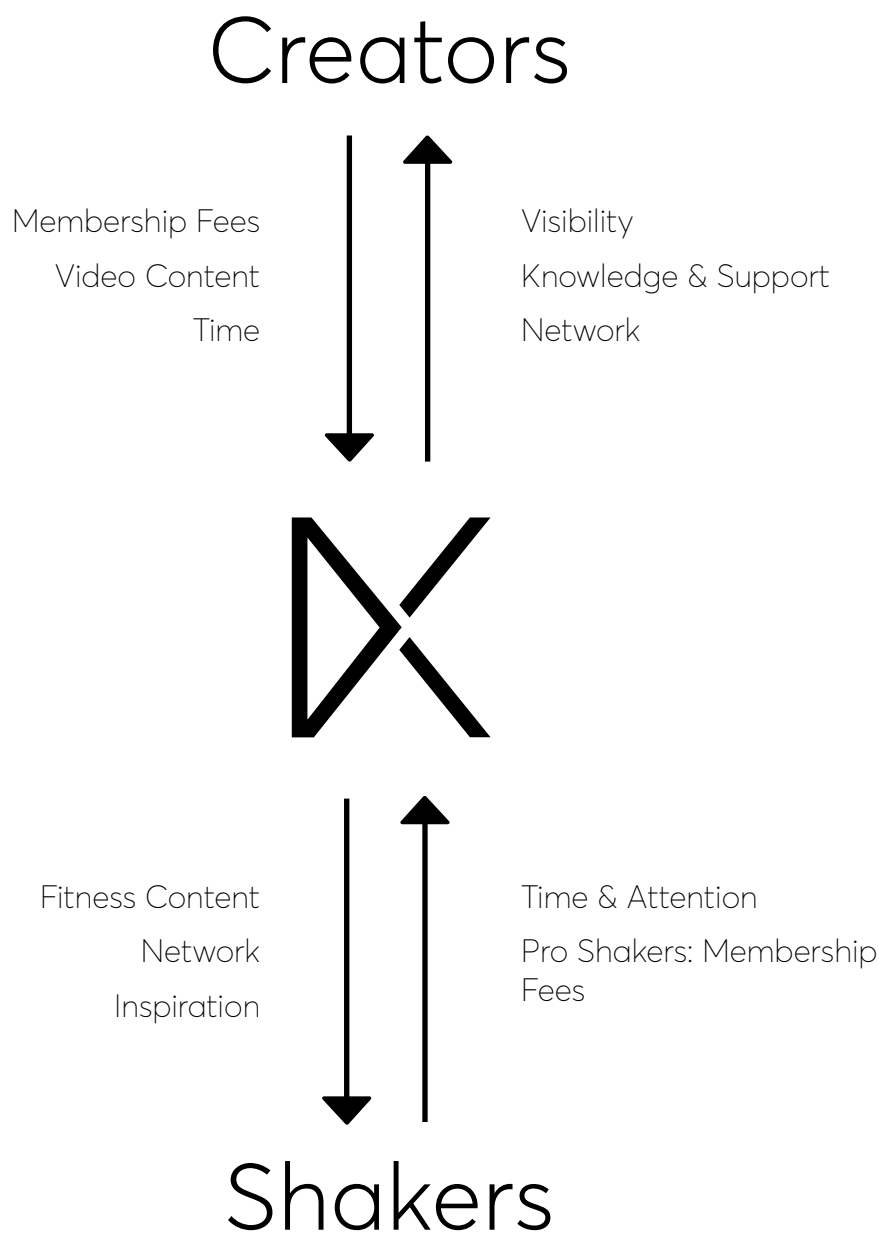 Creators
Membership Fees
Video Content
Time
Visibility
Knowledge & Support
Network
Fitness Content
Network
Inspiration
Time & Attention
Pro Shakers: Membership
Fees
Shakers